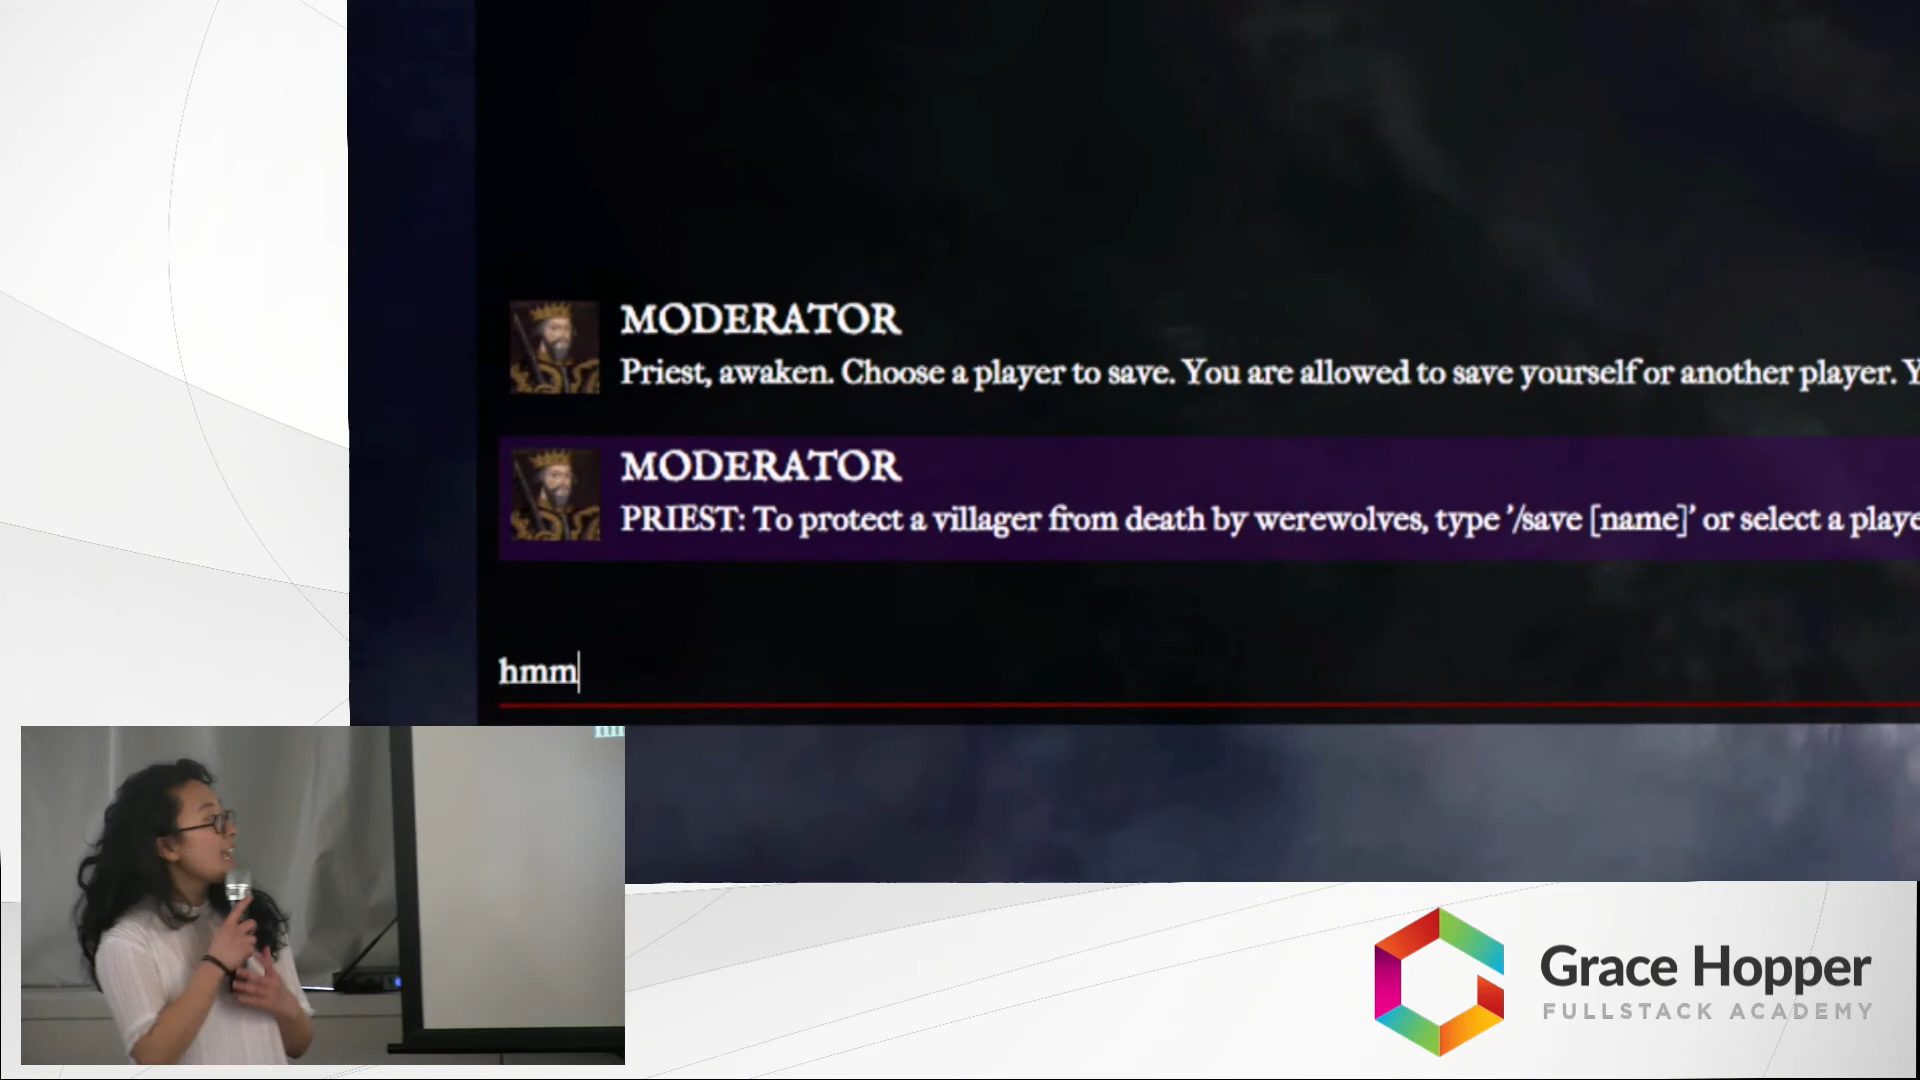 MODERATOR
Priest, awaken. Choose a player to save. You are allowed to save yourself or another player.
MODERATOR
PRIEST: To protect a villager from death by werewolves, type '/save [name]' or select a
hmm
Grace Hopper
FULLSTACK ACADEMY